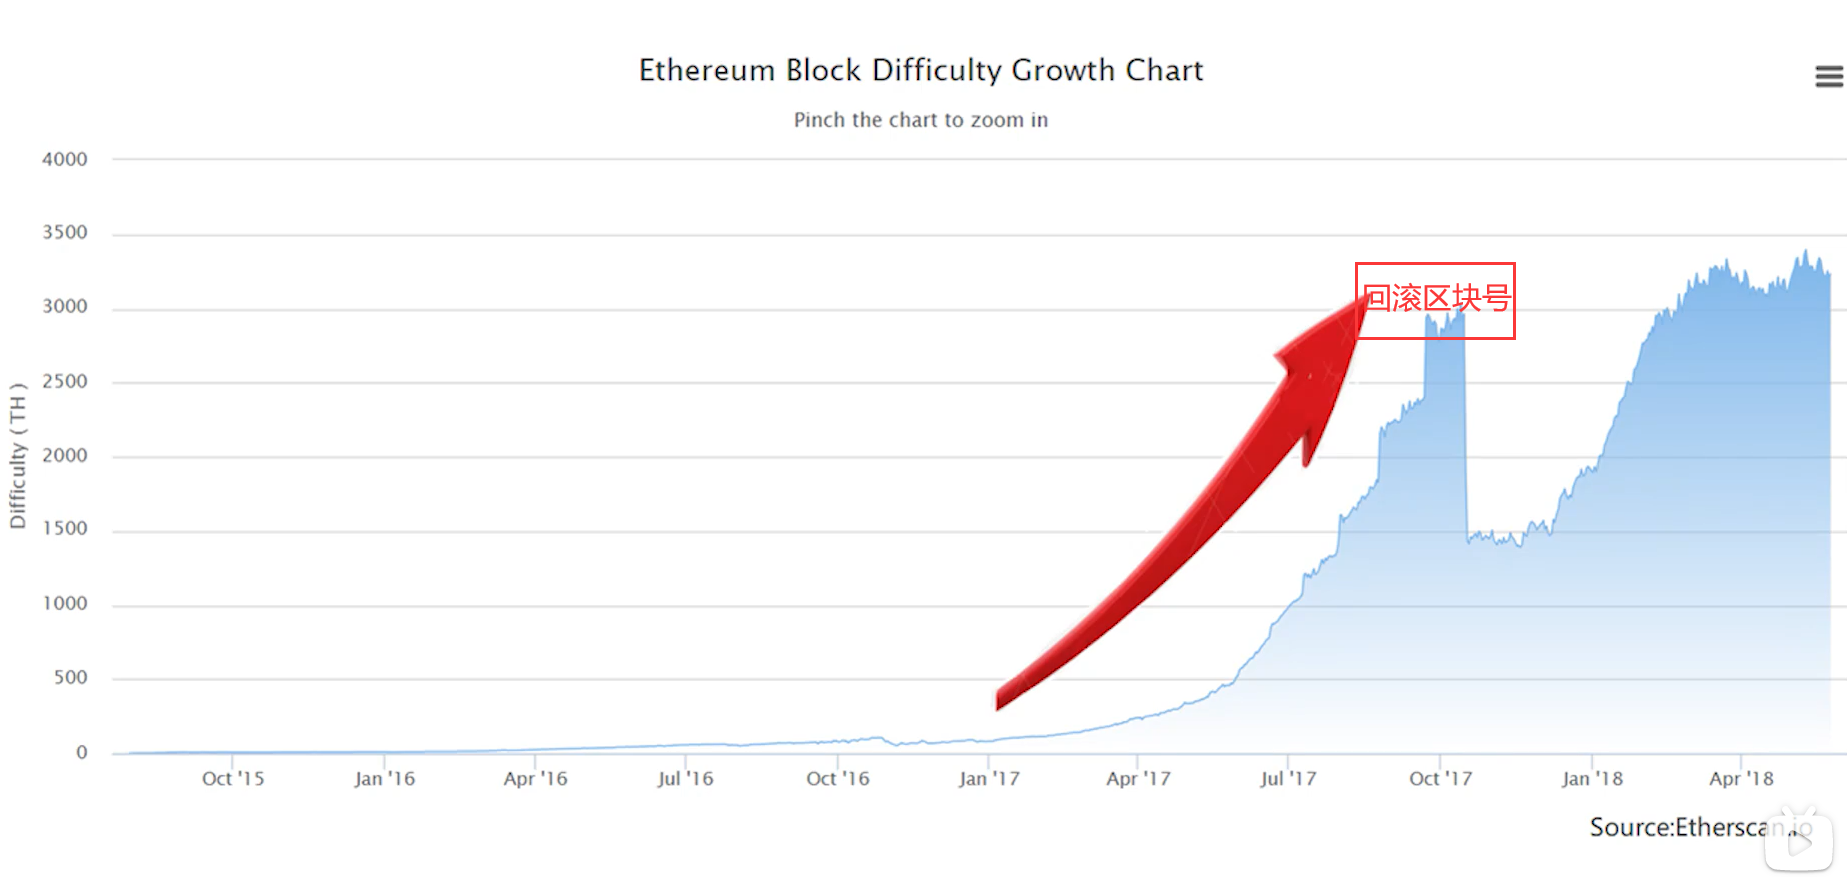 Ethereum Block Difficulty Growth Chart
Pinch the chart to zoom in
4000
3500
3000
2500
2000
1500
1000
500
0
Difficulty ( TH )
回滚区块号
Oct '15
Jan '16
Apr '16
Jul '16
Oct '16
Jan '17
Apr '17
Jul '17
Oct '17
Jan '18
Apr '18
Source:Etherscan.io